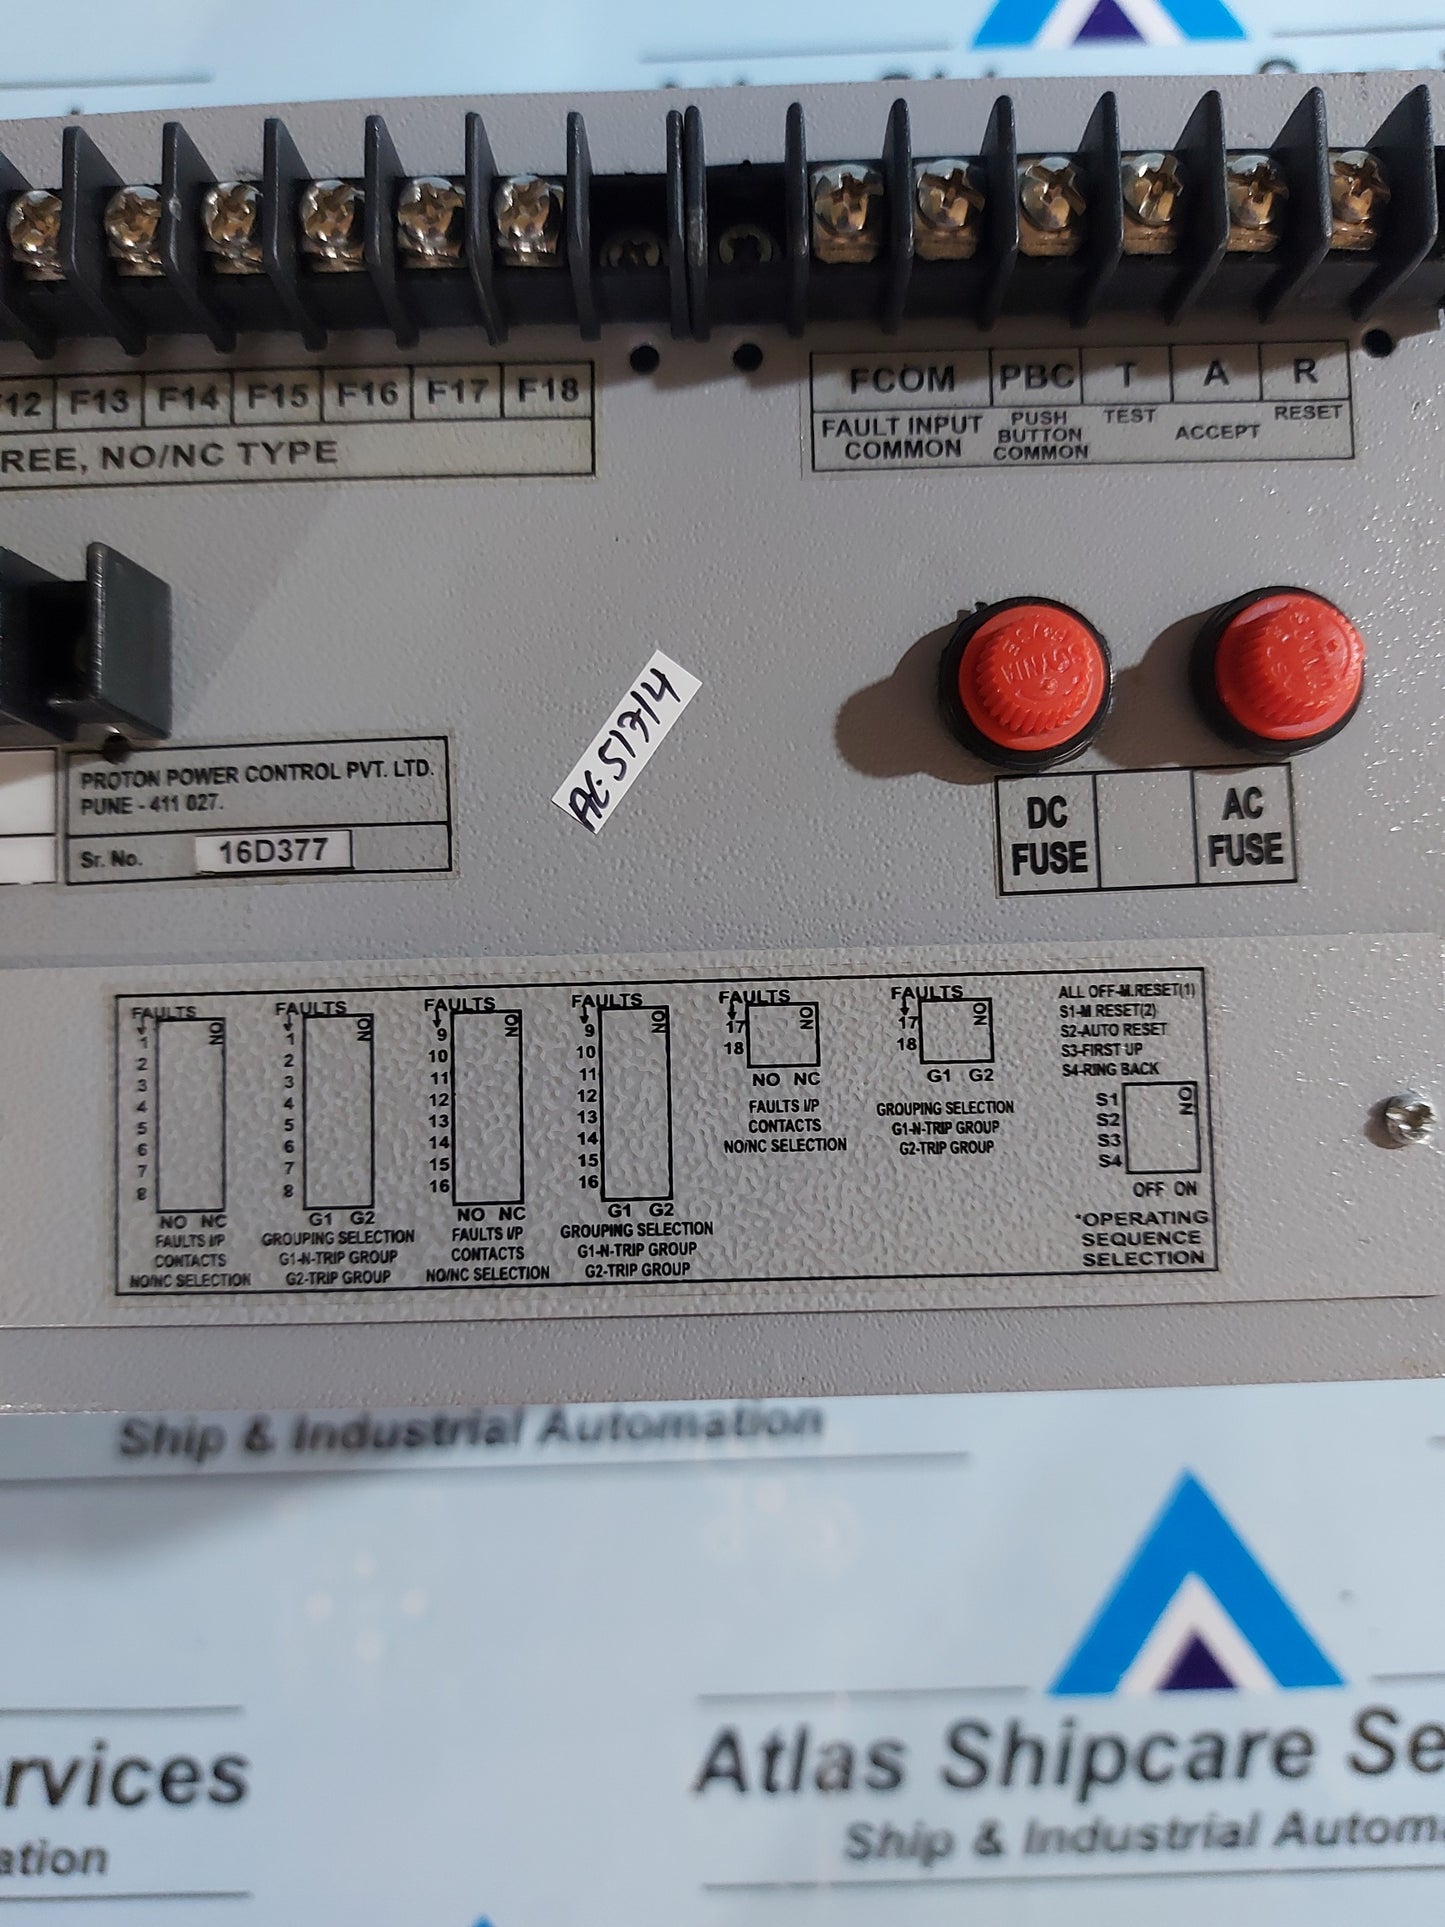 F13 F14 F15 F16 F17 F18
REE, NO/NC TYPE
FCOM PBC T A R
FAULT INPUT COMMON
PUSH BUTTON COMMON
TEST
ACCEPT
RESET
AC-51714
DC FUSE
AC FUSE
PROTON POWER CONTROL PVT. LTD.
PUNE - 411 027.
Sr. No. 16D377
FAULTS
1
2
3
4
5
6
7
8
ON
NO NC
FAULTS I/P
CONTACTS
NO/NC SELECTION
FAULTS
1
2
3
4
5
6
7
8
ON
G1 G2
GROUPING SELECTION
G1-N-TRIP GROUP
G2-TRIP GROUP
FAULTS
9
10
11
12
13
14
15
16
ON
NO NC
FAULTS I/P
CONTACTS
NO/NC SELECTION
FAULTS
9
10
11
12
13
14
15
16
ON
G1 G2
GROUPING SELECTION
G1-N-TRIP GROUP
G2-TRIP GROUP
FAULTS
17
18
ON
NO NC
FAULTS I/P
CONTACTS
NO/NC SELECTION
FAULTS
17
18
ON
G1 G2
GROUPING SELECTION
G1-N-TRIP GROUP
G2-TRIP GROUP
ALL OFF-M.RESET(1)
S1-M RESET(2)
S2-AUTO RESET
S3-FIRST UP
S4-RING BACK
S1
S2
S3
S4
ON
OFF ON
*OPERATING
SEQUENCE
SELECTION
Ship & Industrial Automation
rvices
ation
Atlas Shipcare Se
Ship & Industrial Autom